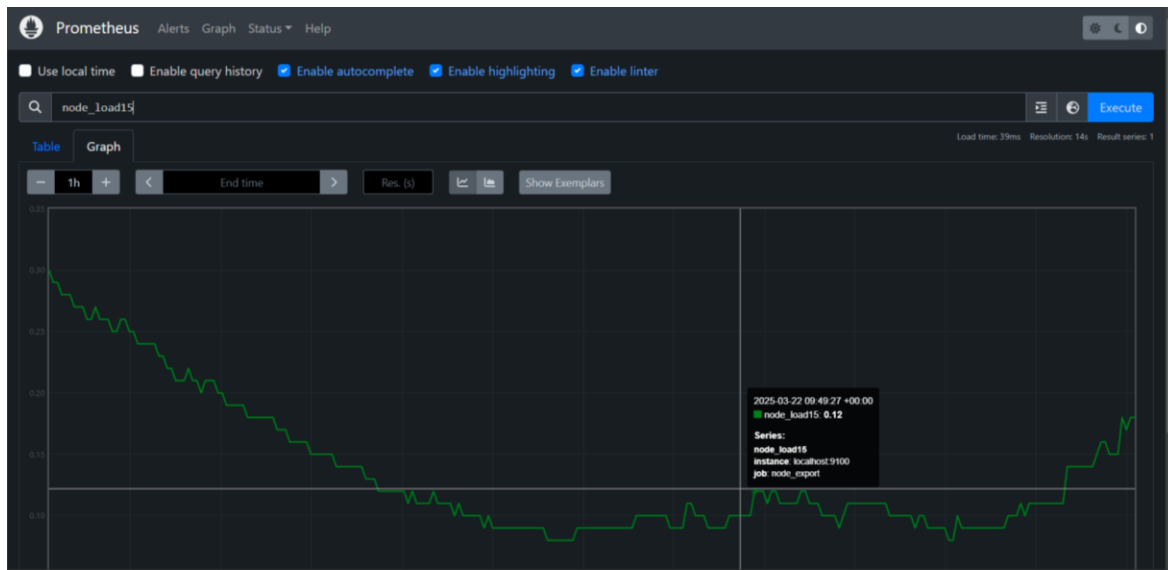 Prometheus Alerts Graph Status Help
Use local time Enable query history Enable autocomplete Enable highlighting Enable linter
node_load15
Execute
Load time: 39ms Resolution: 14s Result series: 1
Table Graph
1h End time Res. (s) Show Exemplars
0.35
0.30
0.25
0.20
0.15
0.10
2025-03-22 09:49:27 +00:00
node_load15: 0.12
Series:
node_load15
instance: localhost:9100
job: node_export